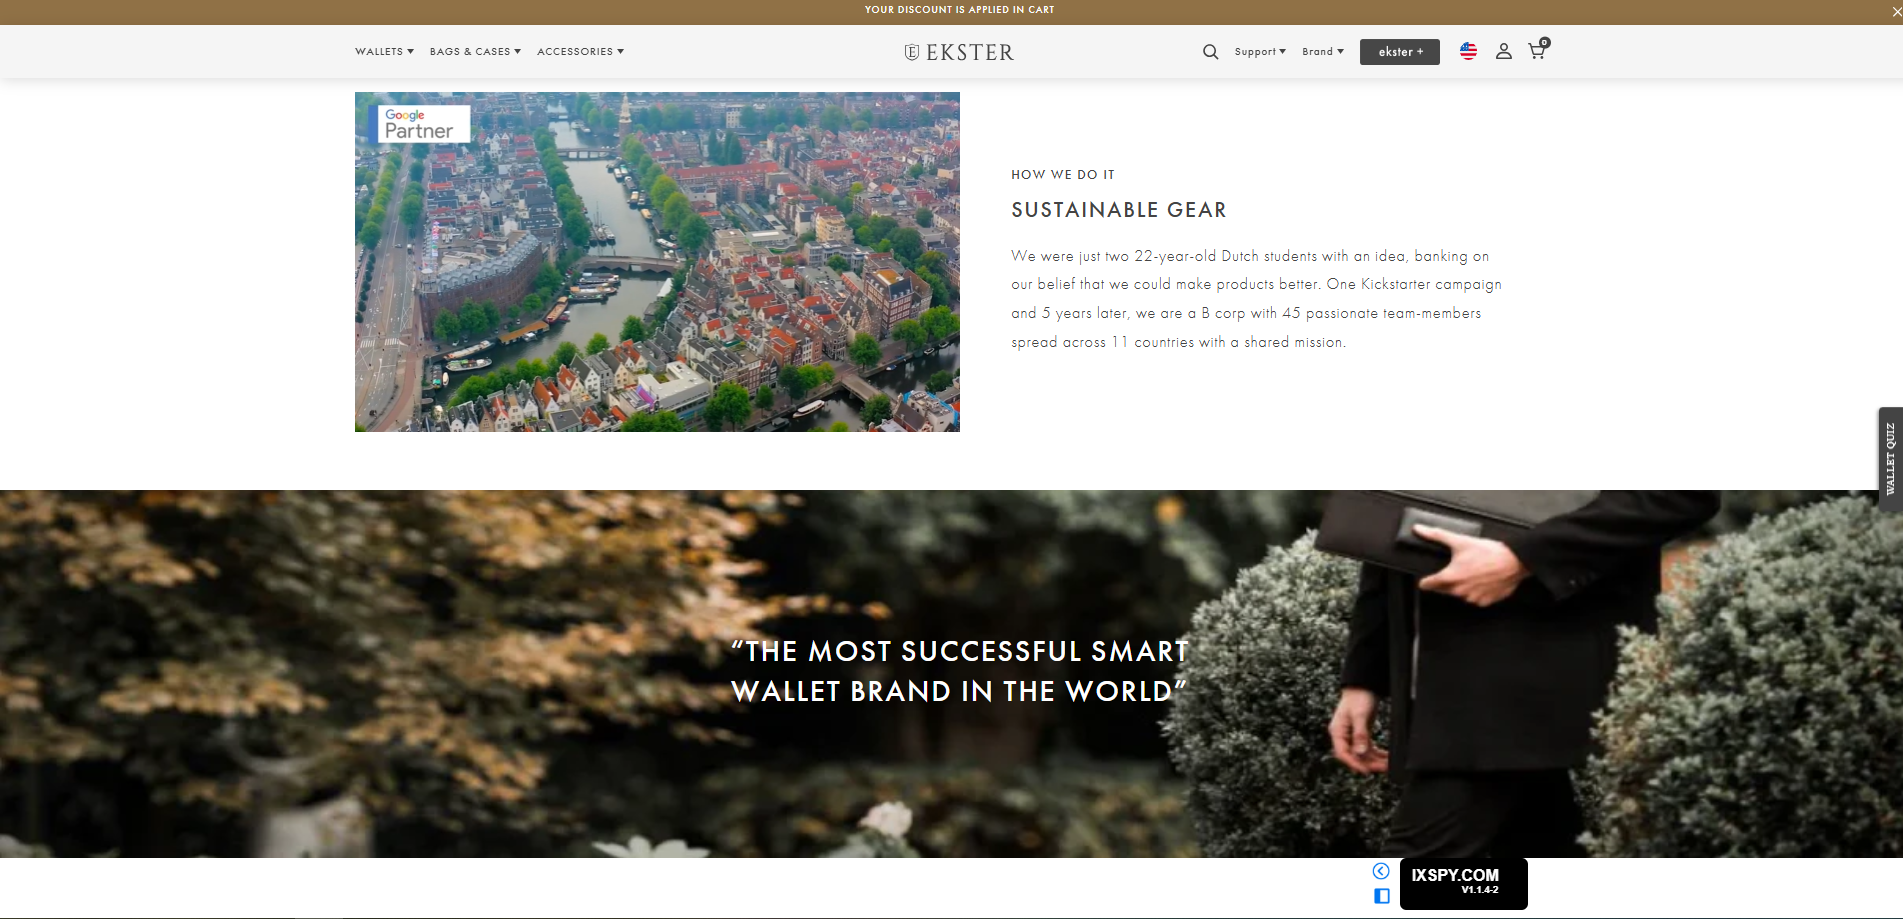 YOUR DISCOUNT IS APPLIED IN CART
WALLETS BAGS & CASES ACCESSORIES
EKSTER
Support Brand ekster + 0
Google
Partner
HOW WE DO IT
SUSTAINABLE GEAR
We were just two 22-year-old Dutch students with an idea, banking on
our belief that we could make products better. One Kickstarter campaign
and 5 years later, we are a B corp with 45 passionate team-members
spread across 11 countries with a shared mission.
WALLET QUIZ
“THE MOST SUCCESSFUL SMART
WALLET BRAND IN THE WORLD”
IXSPY.COM
V1.1.4-2